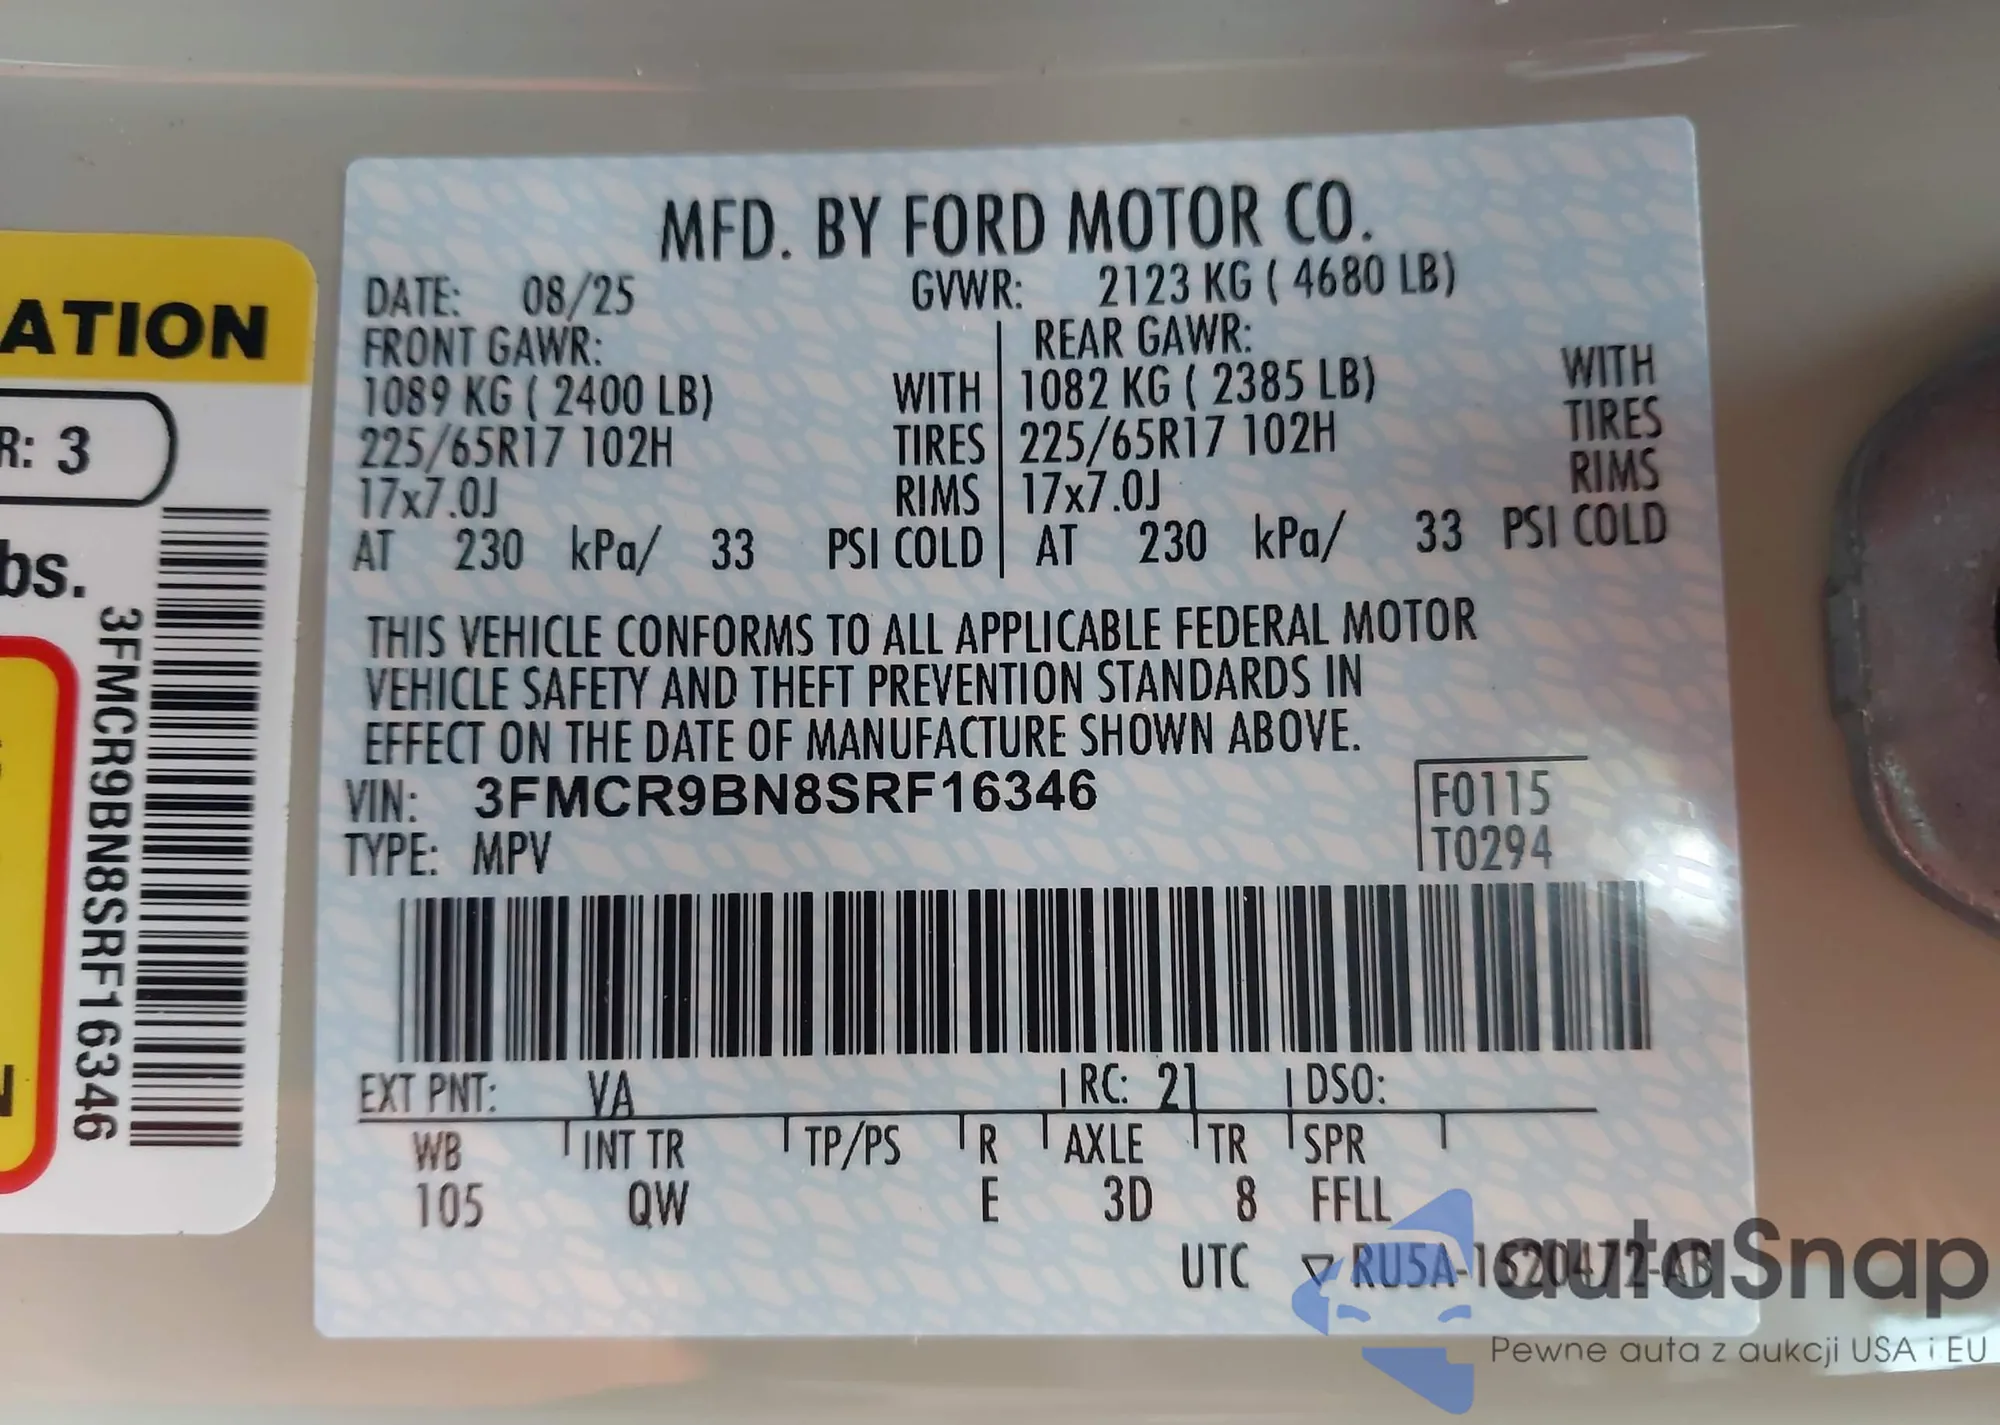 ATION
R: 3
bs.
3FMCR9BN8SRF16346
N
MFD. BY FORD MOTOR CO.
DATE: 08/25 GVWR: 2123 KG ( 4680 LB)
FRONT GAWR: REAR GAWR:
1089 KG ( 2400 LB) WITH 1082 KG ( 2385 LB) WITH
225/65R17 102H TIRES 225/65R17 102H TIRES
17x7.0J RIMS 17x7.0J RIMS
AT 230 kPa/ 33 PSI COLD AT 230 kPa/ 33 PSI COLD
THIS VEHICLE CONFORMS TO ALL APPLICABLE FEDERAL MOTOR
VEHICLE SAFETY AND THEFT PREVENTION STANDARDS IN
EFFECT ON THE DATE OF MANUFACTURE SHOWN ABOVE.
VIN: 3FMCR9BN8SRF16346 F0115
TYPE: MPV T0294
EXT PNT: VA RC: 21 DSO:
WB INT TR TP/PS R AXLE TR SPR
105 QW E 3D 8 FFLL
UTC ▽ RU5A-1520472-AB
autaSnap
Pewne auta z aukcji USA i EU